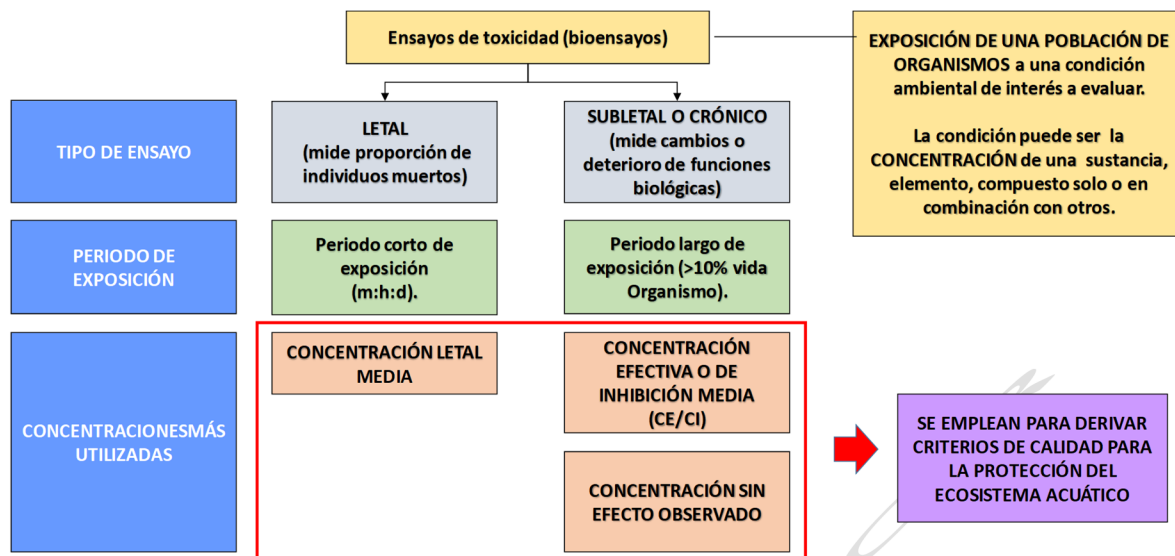 Ensayos de toxicidad (bioensayos)
EXPOSICIÓN DE UNA POBLACIÓN DE
ORGANISMOS a una condición
ambiental de interés a evaluar.
La condición puede ser la
CONCENTRACIÓN de una sustancia,
elemento, compuesto solo o en
combinación con otros.
TIPO DE ENSAYO
LETAL
(mide proporción de
individuos muertos)
SUBLETAL O CRÓNICO
(mide cambios o
deterioro de funciones
biológicas)
PERIODO DE
EXPOSICIÓN
Periodo corto de
exposición
(m:h:d).
Periodo largo de
exposición (>10% vida
Organismo).
CONCENTRACIONESMÁS
UTILIZADAS
CONCENTRACIÓN LETAL
MEDIA
CONCENTRACIÓN
EFECTIVA O DE
INHIBICIÓN MEDIA
(CE/CI)
CONCENTRACIÓN SIN
EFECTO OBSERVADO
SE EMPLEAN PARA DERIVAR
CRITERIOS DE CALIDAD PARA
LA PROTECCIÓN DEL
ECOSISTEMA ACUÁTICO